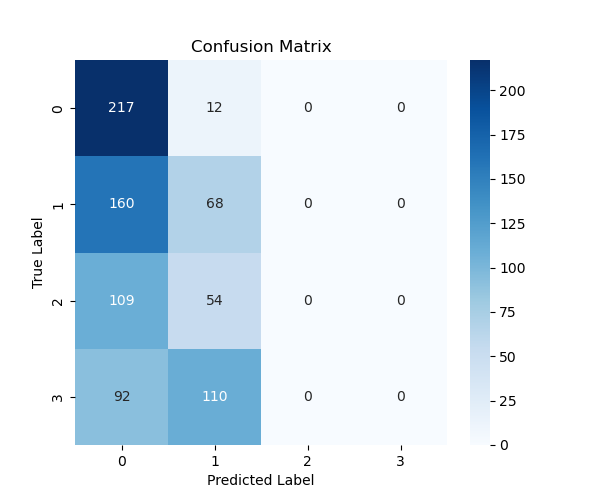 Confusion Matrix
True Label
0 217 12 0 0
1 160 68 0 0
2 109 54 0 0
3 92 110 0 0
0 1 2 3
Predicted Label
200
175
150
125
100
75
50
25
0